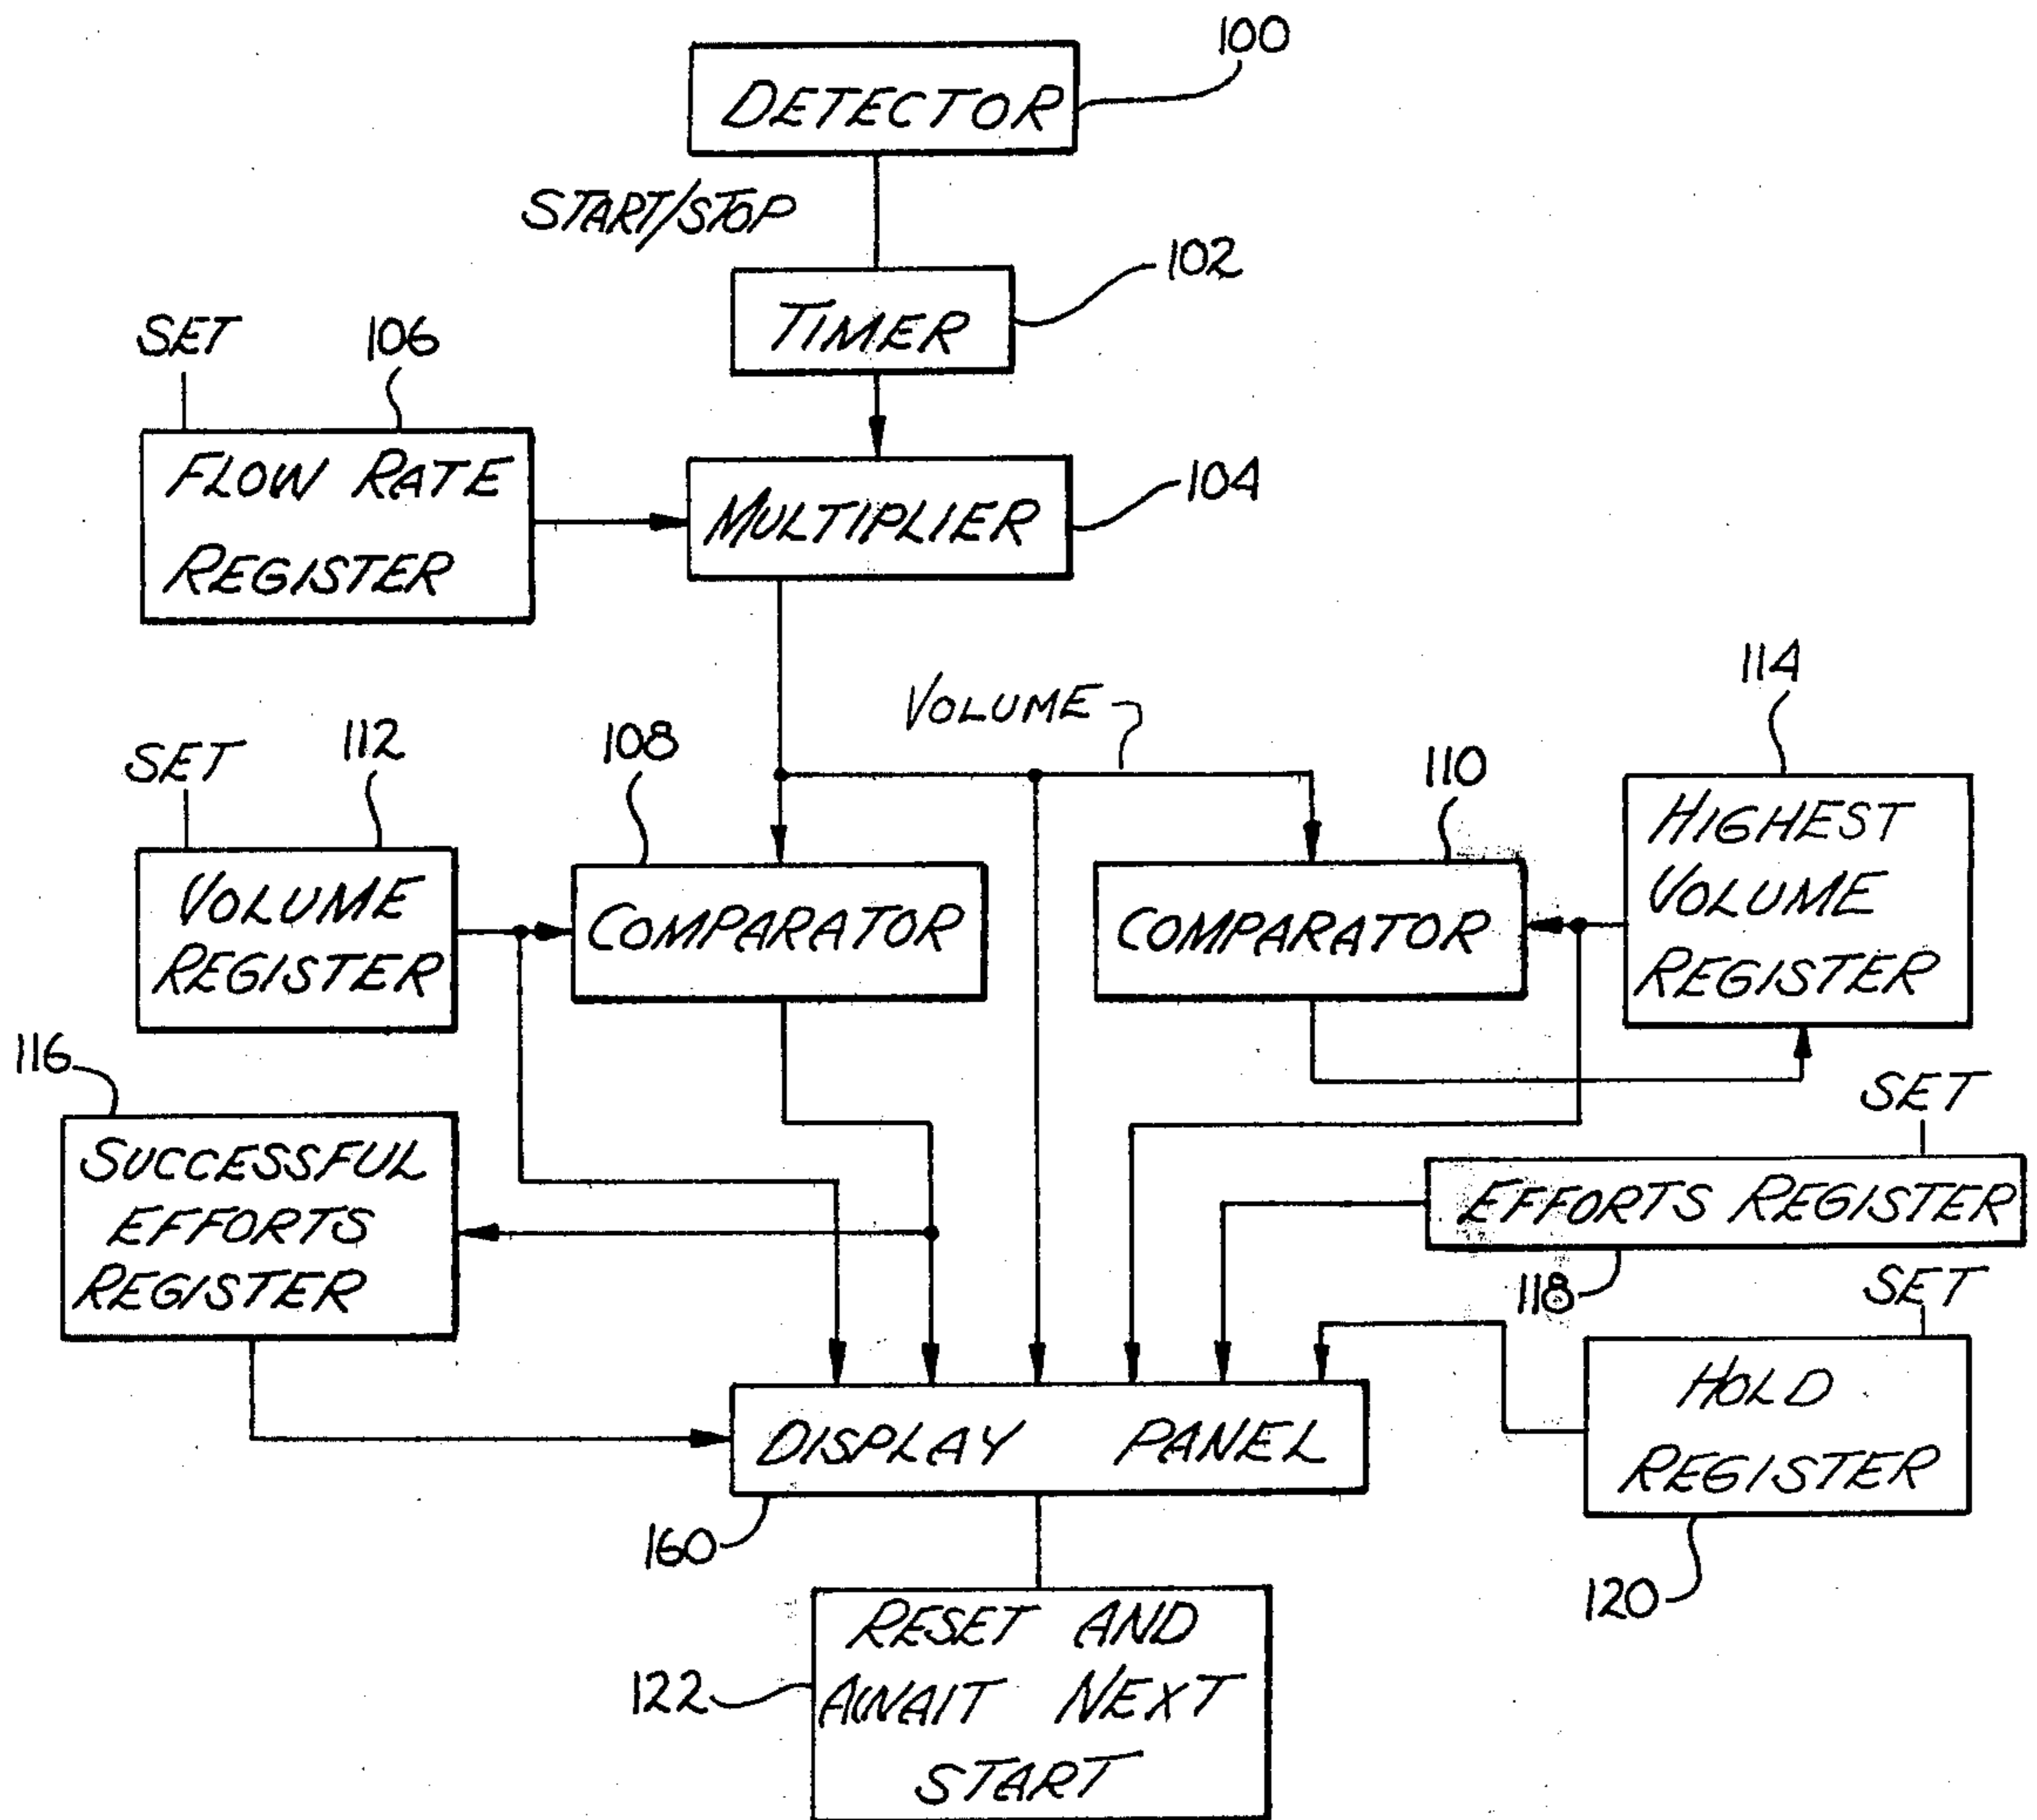 100
DETECTOR
START/STOP
102
TIMER
SET
106
FLOW RATE
REGISTER
104
MULTIPLIER
VOLUME
114
SET
112
108
110
HIGHEST
VOLUME
REGISTER
VOLUME
REGISTER
COMPARATOR
COMPARATOR
116
SUCCESSFUL
EFFORTS
REGISTER
SET
EFFORTS REGISTER
118
SET
HOLD
REGISTER
120
DISPLAY PANEL
160
RESET AND
AWAIT NEXT
START
122